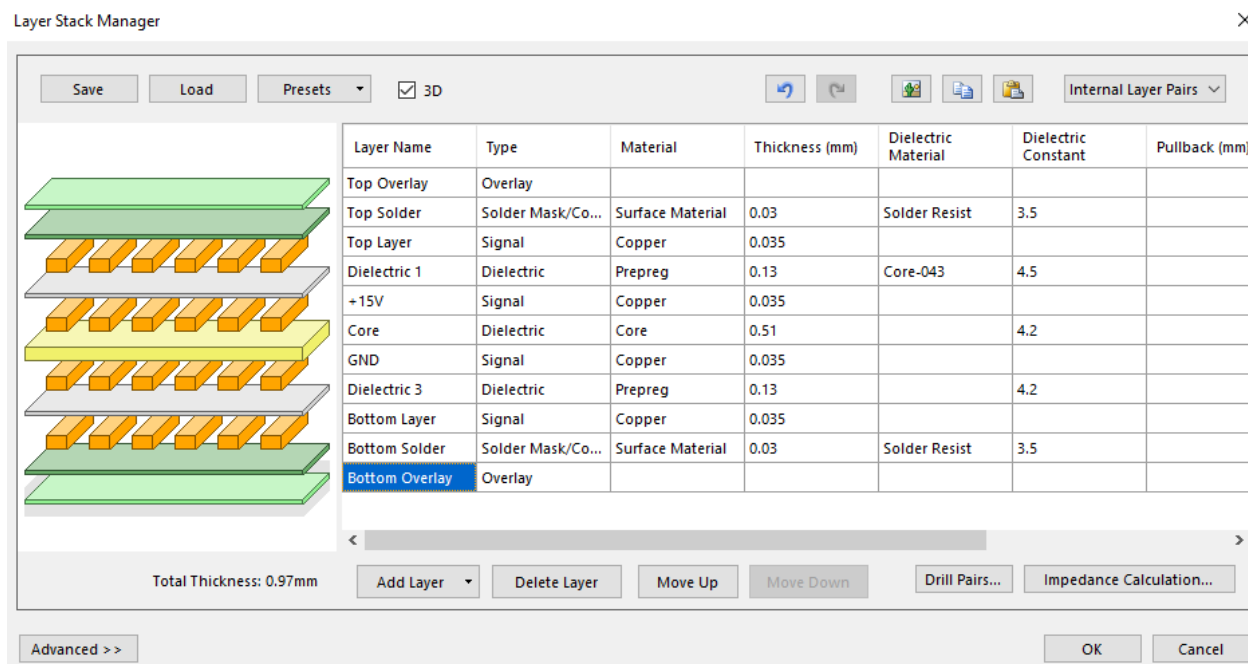 Layer Stack Manager
Save Load Presets 3D Internal Layer Pairs
Layer Name Type Material Thickness (mm) Dielectric Material Dielectric Constant Pullback (mm)
Top Overlay Overlay
Top Solder Solder Mask/Co... Surface Material 0.03 Solder Resist 3.5
Top Layer Signal Copper 0.035
Dielectric 1 Dielectric Prepreg 0.13 Core-043 4.5
+15V Signal Copper 0.035
Core Dielectric Core 0.51 4.2
GND Signal Copper 0.035
Dielectric 3 Dielectric Prepreg 0.13 4.2
Bottom Layer Signal Copper 0.035
Bottom Solder Solder Mask/Co... Surface Material 0.03 Solder Resist 3.5
Bottom Overlay Overlay
Total Thickness: 0.97mm Add Layer Delete Layer Move Up Move Down Drill Pairs... Impedance Calculation...
Advanced >> OK Cancel